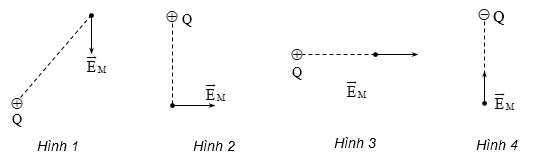 ⊕
Q
E⃗ M
Hình 1
⊕ Q
E⃗ M
Hình 2
⊕
Q
E⃗ M
Hình 3
⊖ Q
E⃗ M
Hình 4